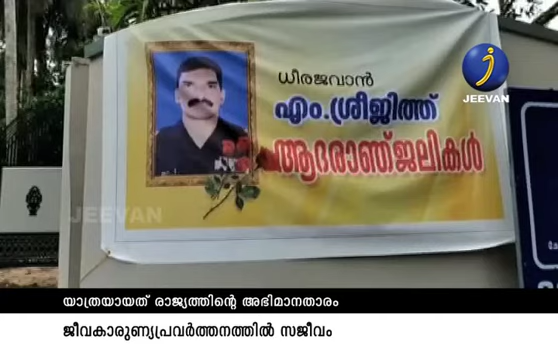 JEEVAN
ധീരജവാൻ
എം.ശ്രീജിത്ത്
ആദരാഞ്ജലികൾ
JEEVAN
യാത്രയായത് രാജ്യത്തിന്റെ അഭിമാനതാരം
ജീവകാരുണ്യപ്രവർത്തനത്തിൽ സജീവം